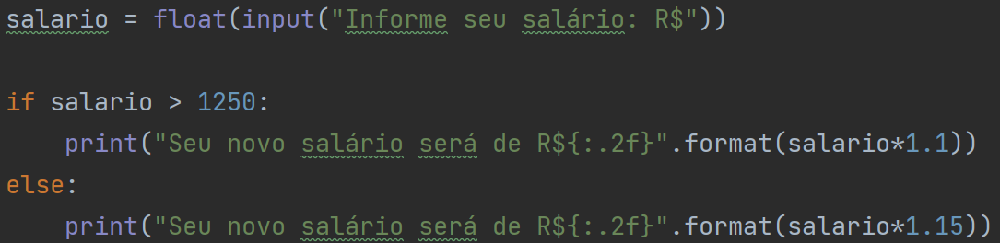 salario = float(input("Informe seu salário: R$"))
if salario > 1250:
print("Seu novo salário será de R${:.2f}".format(salario*1.1))
else:
print("Seu novo salário será de R${:.2f}".format(salario*1.15))